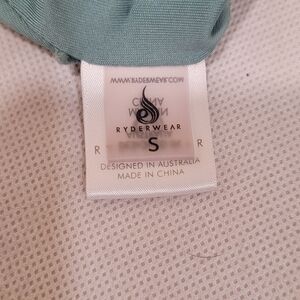 WWW.RYDERWEAR.COM
RYDERWEAR
S
R R
DESIGNED IN AUSTRALIA
MADE IN CHINA